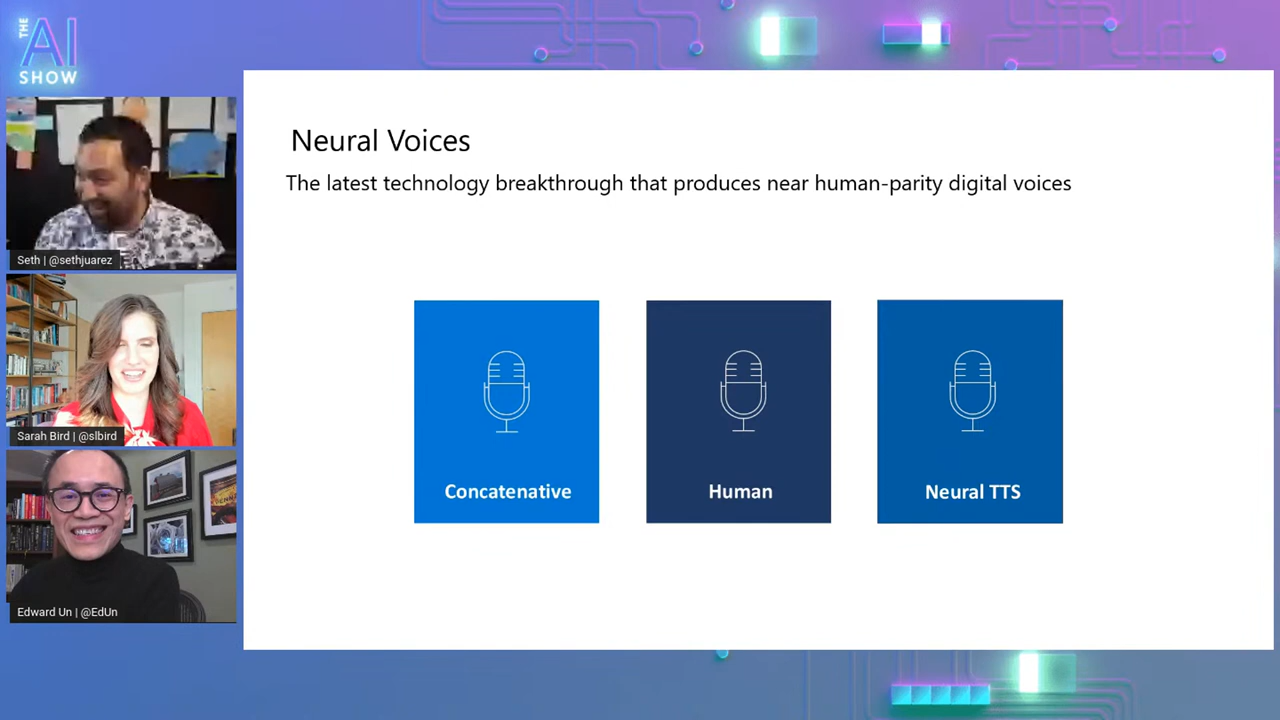 THE
AI
SHOW
Seth | @sethjuarez
Sarah Bird | @slbird
Edward Un | @EdUn
Neural Voices
The latest technology breakthrough that produces near human-parity digital voices
Concatenative
Human
Neural TTS